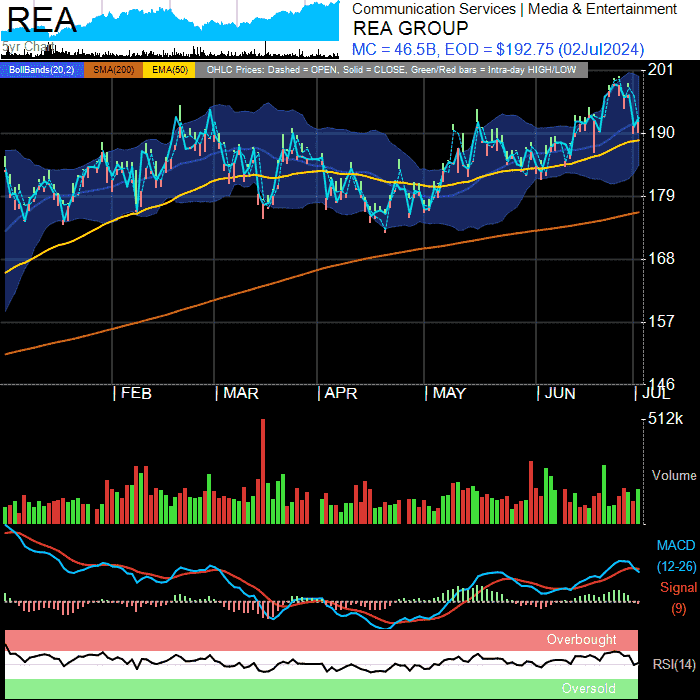 REA
5yr Chart
Communication Services | Media & Entertainment
REA GROUP
MC = 46.5B, EOD = $192.75 (02Jul2024)
BollBands(20,2) SMA(200) EMA(50) OHLC Prices: Dashed = OPEN, Solid = CLOSE, Green/Red bars = Intra-day HIGH/LOW
201
190
179
168
157
146
FEB MAR APR MAY JUN JUL
512k
Volume
MACD
(12-26)
Signal
(9)
Overbought
RSI(14)
Oversold